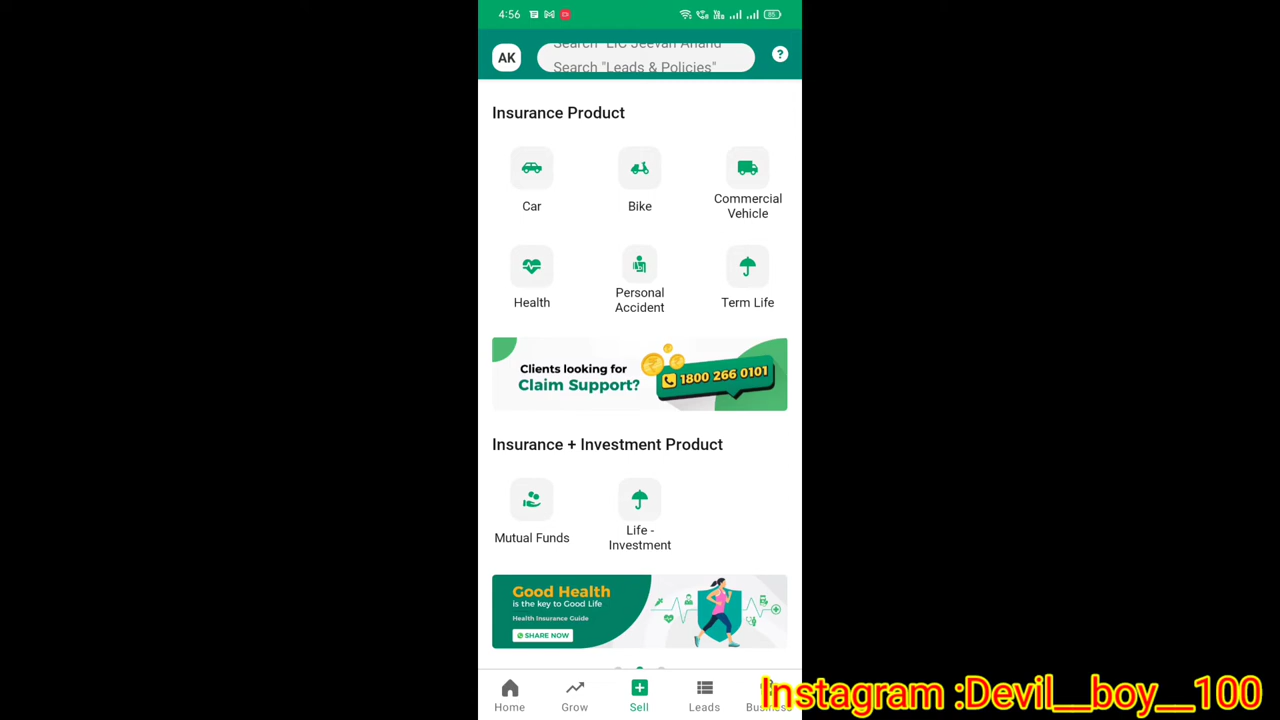 4:56
85
AK
Search "LIC Jeevan Anand"
Search "Leads & Policies"
?
Insurance Product
Car
Bike
Commercial
Vehicle
Health
Personal
Accident
Term Life
Clients looking for
Claim Support?
1800 266 0101
Insurance + Investment Product
Mutual Funds
Life -
Investment
Good Health
is the key to Good Life
Health Insurance Guide
SHARE NOW
Home
Grow
Sell
Leads
Business
Instagram :Devil__boy__100